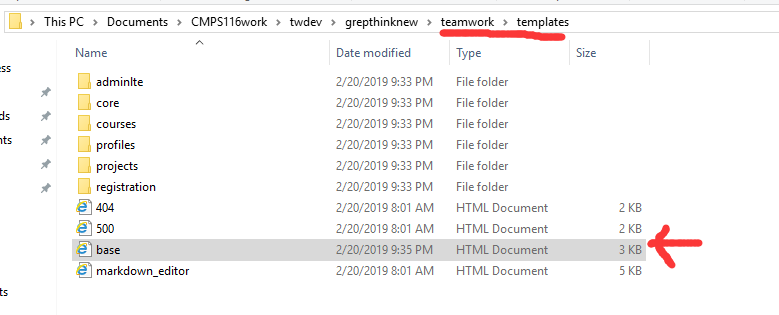 This PC > Documents > CMPS116work > twdev > grepthinknew > teamwork > templates
Name Date modified Type Size
ess
adminlte 2/20/2019 9:33 PM File folder
core 2/20/2019 9:33 PM File folder
ds
courses 2/20/2019 9:33 PM File folder
nts
profiles 2/20/2019 9:33 PM File folder
projects 2/20/2019 9:33 PM File folder
registration 2/20/2019 9:33 PM File folder
404 2/20/2019 8:01 AM HTML Document 2 KB
500 2/20/2019 8:01 AM HTML Document 2 KB
base 2/20/2019 9:35 PM HTML Document 3 KB
markdown_editor 2/20/2019 8:01 AM HTML Document 5 KB
ts